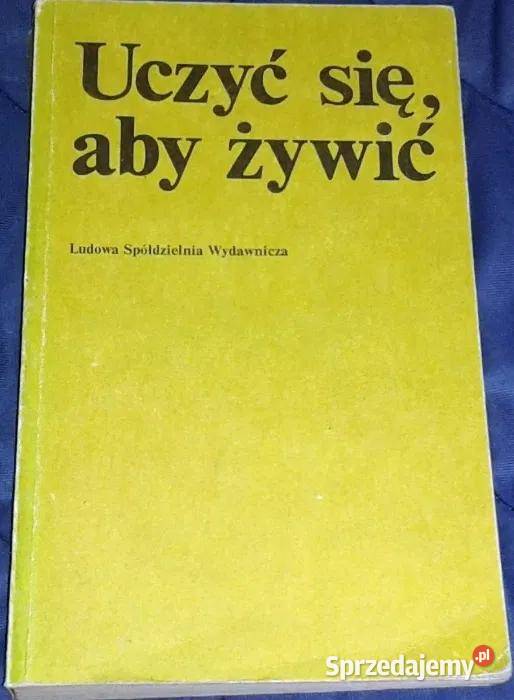 Uczyć się,
aby żywić
Ludowa Spółdzielnia Wydawnicza
Sprzedajemy.pl